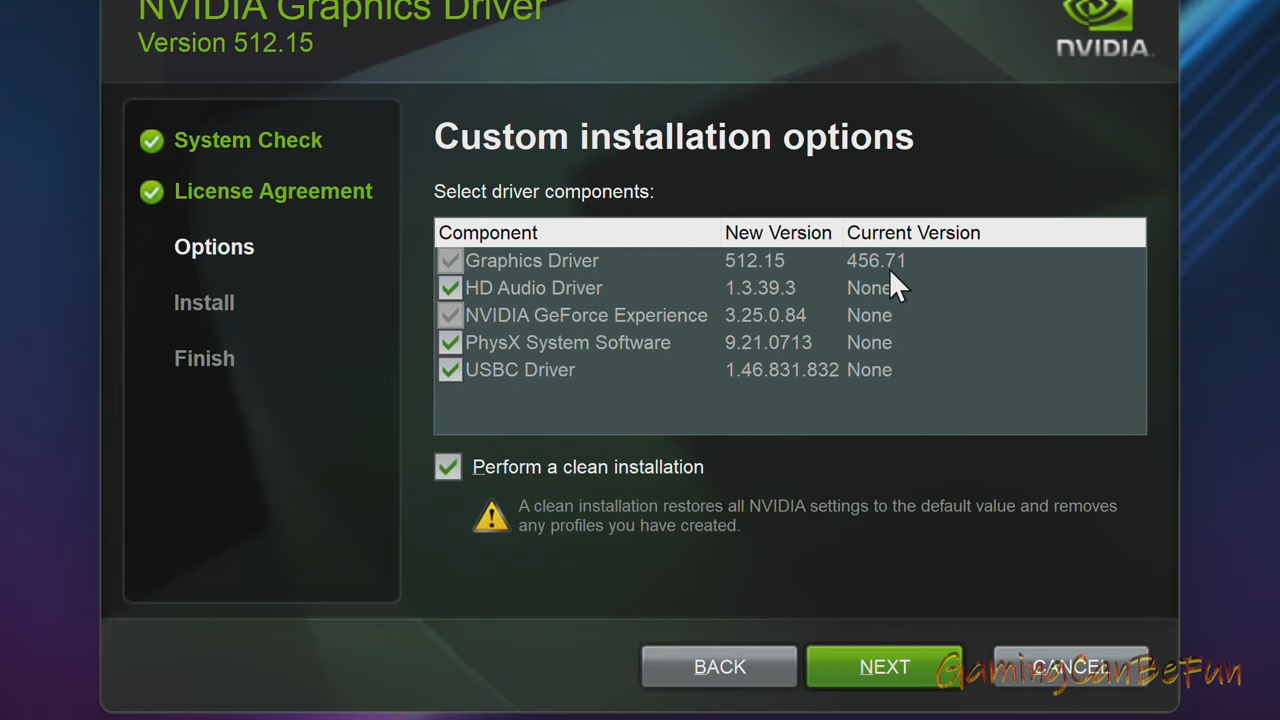 NVIDIA Graphics Driver
Version 512.15
NVIDIA.
System Check
License Agreement
Options
Install
Finish
Custom installation options
Select driver components:
Component New Version Current Version
Graphics Driver 512.15 456.71
HD Audio Driver 1.3.39.3 None
NVIDIA GeForce Experience 3.25.0.84 None
PhysX System Software 9.21.0713 None
USBC Driver 1.46.831.832 None
Perform a clean installation
A clean installation restores all NVIDIA settings to the default value and removes
any profiles you have created.
BACK NEXT CANCEL
GamingCanBeFun